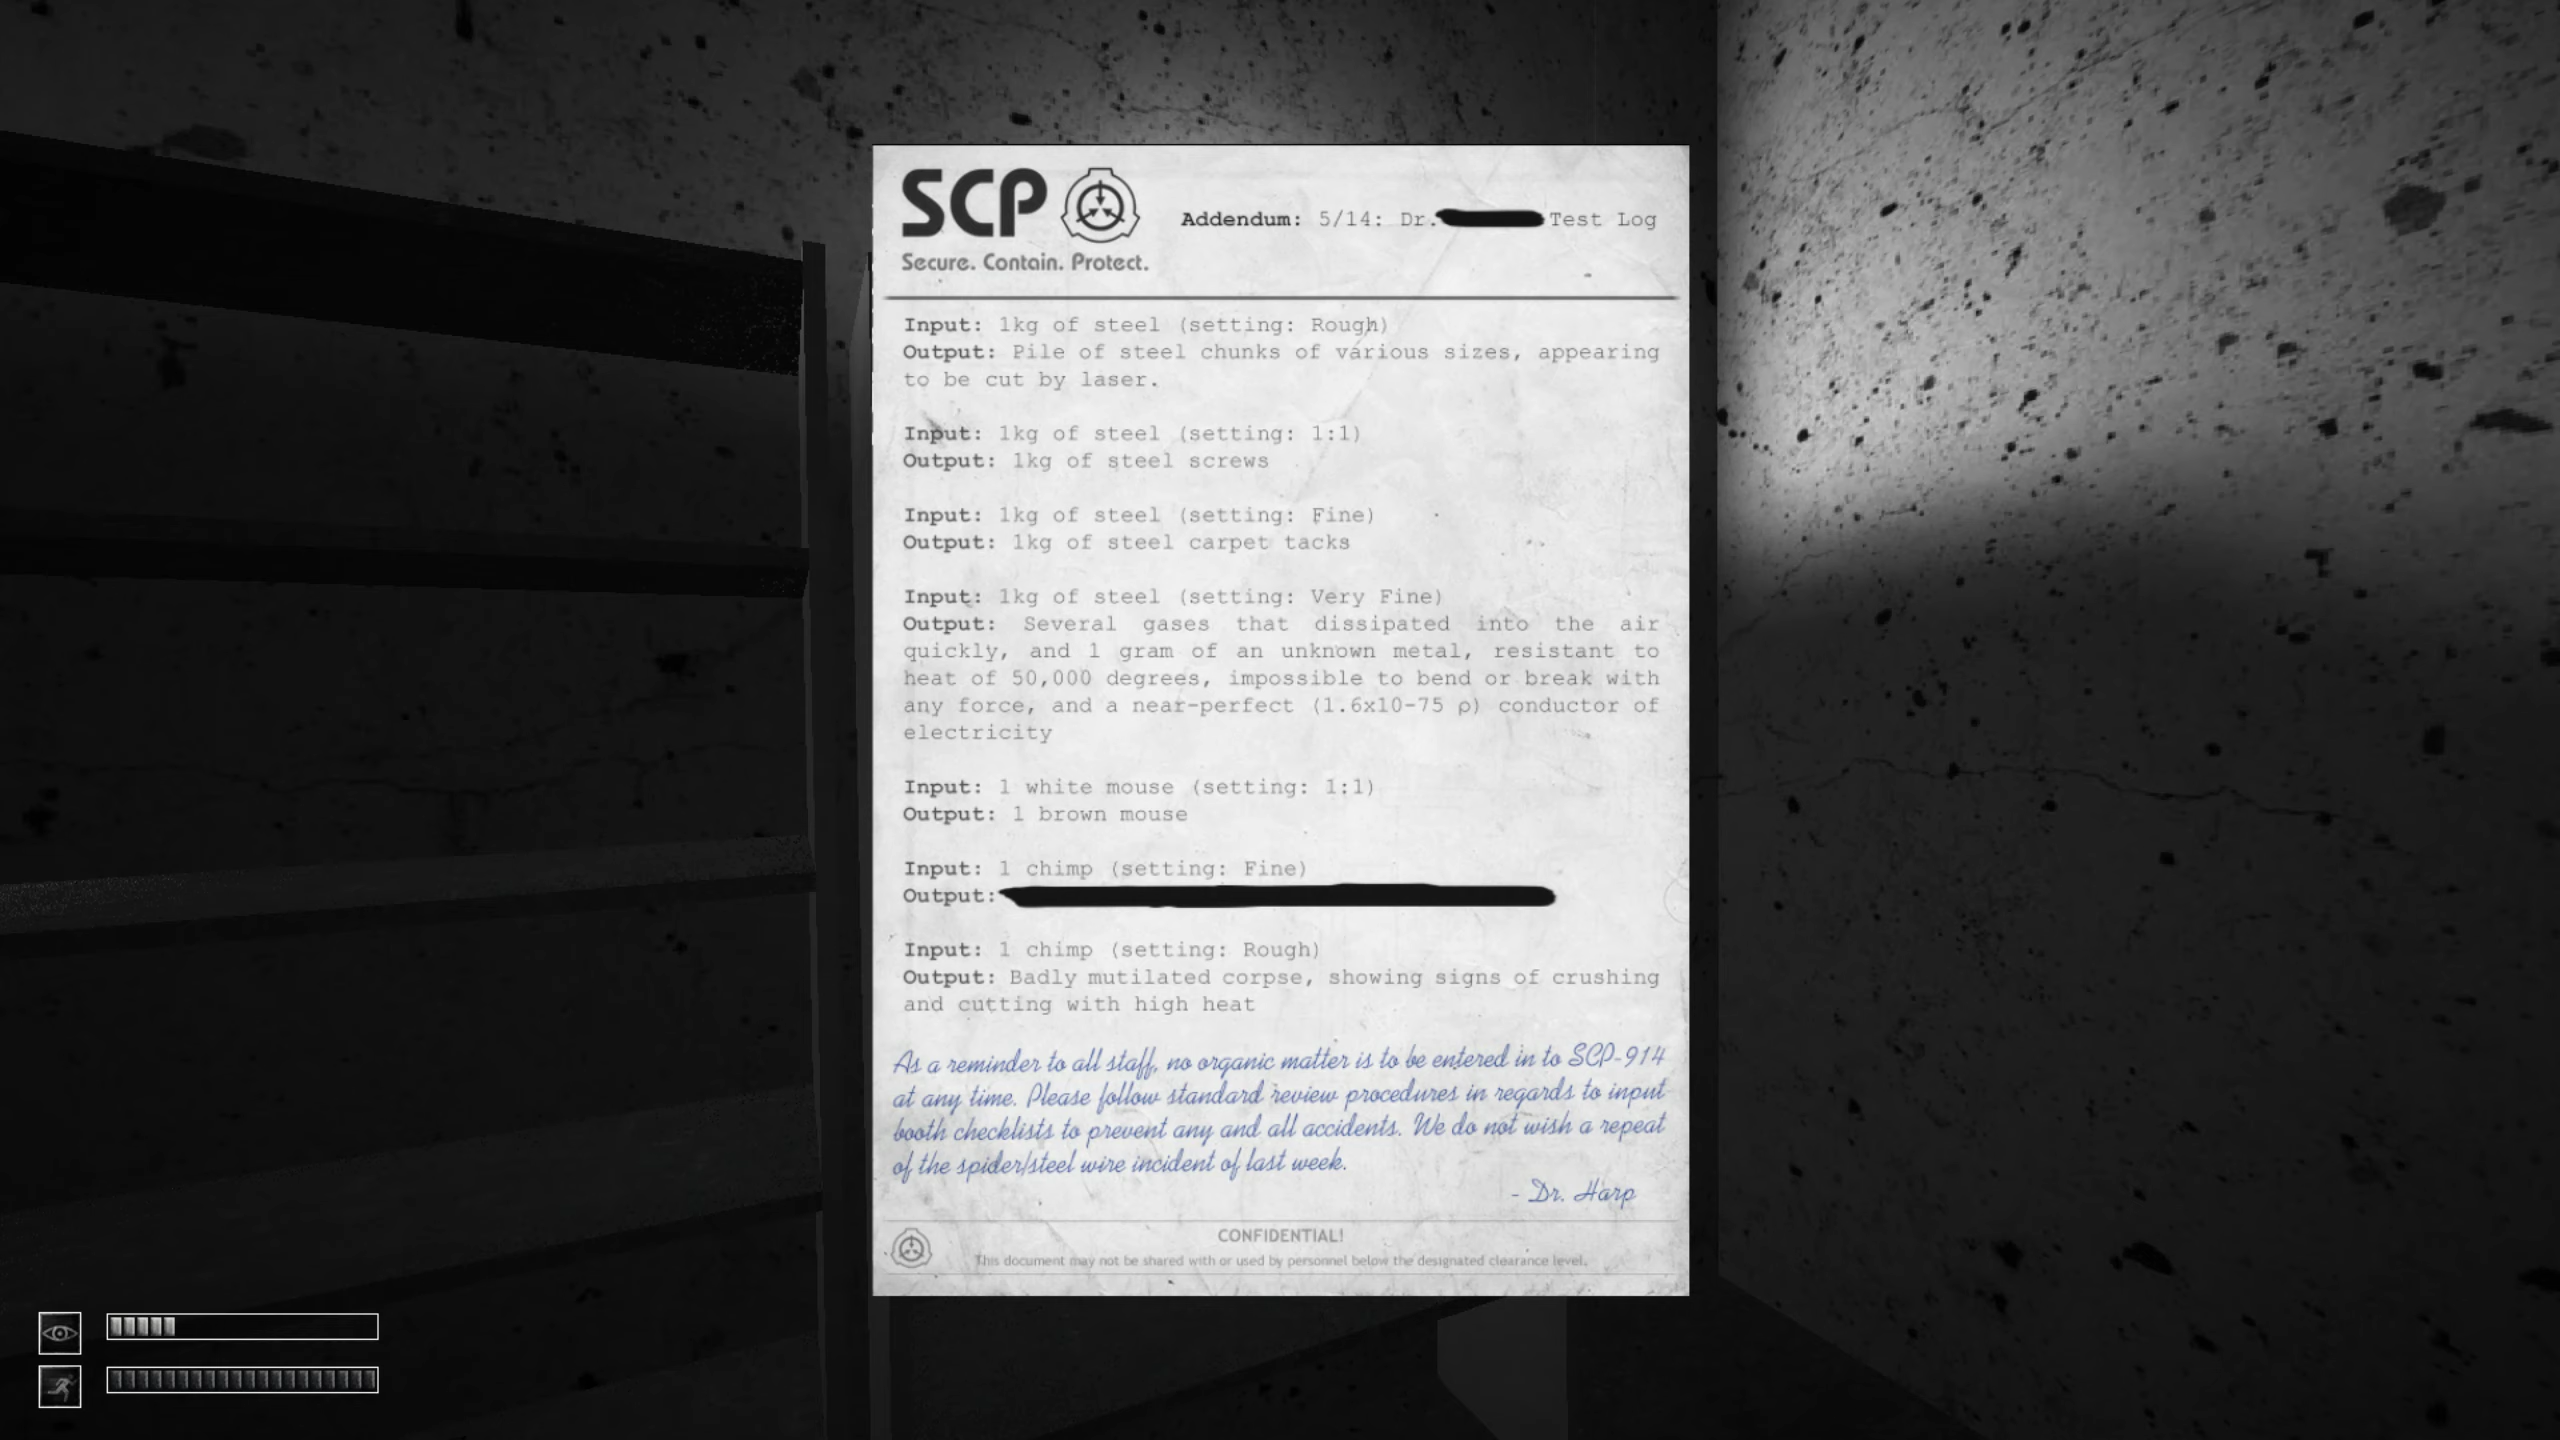 SCP
Secure. Contain. Protect.
Addendum: 5/14: Dr. Test Log
Input: 1kg of steel (setting: Rough)
Output: Pile of steel chunks of various sizes, appearing
to be cut by laser.
Input: 1kg of steel (setting: 1:1)
Output: 1kg of steel screws
Input: 1kg of steel (setting: Fine)
Output: 1kg of steel carpet tacks
Input: 1kg of steel (setting: Very Fine)
Output: Several gases that dissipated into the air
quickly, and 1 gram of an unknown metal, resistant to
heat of 50,000 degrees, impossible to bend or break with
any force, and a near-perfect (1.6x10-75 ρ) conductor of
electricity
Input: 1 white mouse (setting: 1:1)
Output: 1 brown mouse
Input: 1 chimp (setting: Fine)
Output:
Input: 1 chimp (setting: Rough)
Output: Badly mutilated corpse, showing signs of crushing
and cutting with high heat
As a reminder to all staff, no organic matter is to be entered in to SCP-914
at any time. Please follow standard review procedures in regards to input
booth checklists to prevent any and all accidents. We do not wish a repeat
of the spider/steel wire incident of last week.
- Dr. Harp
CONFIDENTIAL!
This document may not be shared with or used by personnel below the designated clearance level.